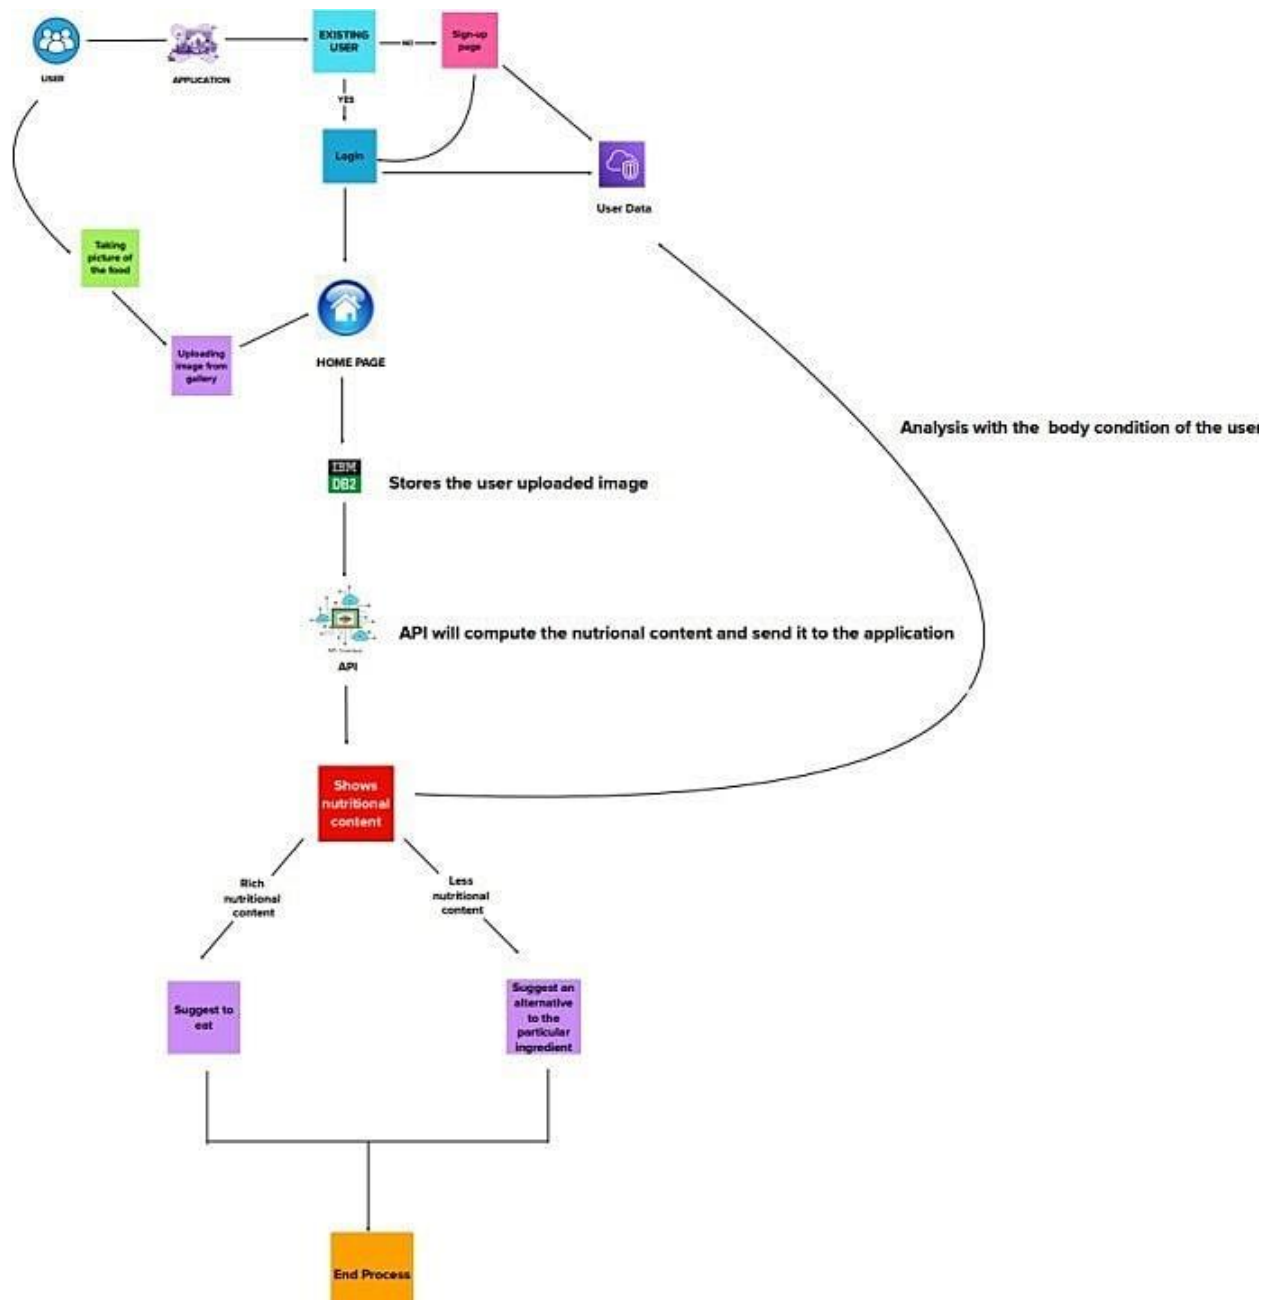 USER
APPLICATION
EXISTING
USER
NO
Sign-up
page
YES
Login
User Data
Taking
picture of
the food
Uploading
image from
gallery
HOME PAGE
Analysis with the body condition of the user
IBM
DB2
Stores the user uploaded image
API will compute the nutrional content and send it to the application
API
Shows
nutritional
content
Rich
nutritional
content
Less
nutritional
content
Suggest to
eat
Suggest an
alternative
to the
particular
ingredient
End Process